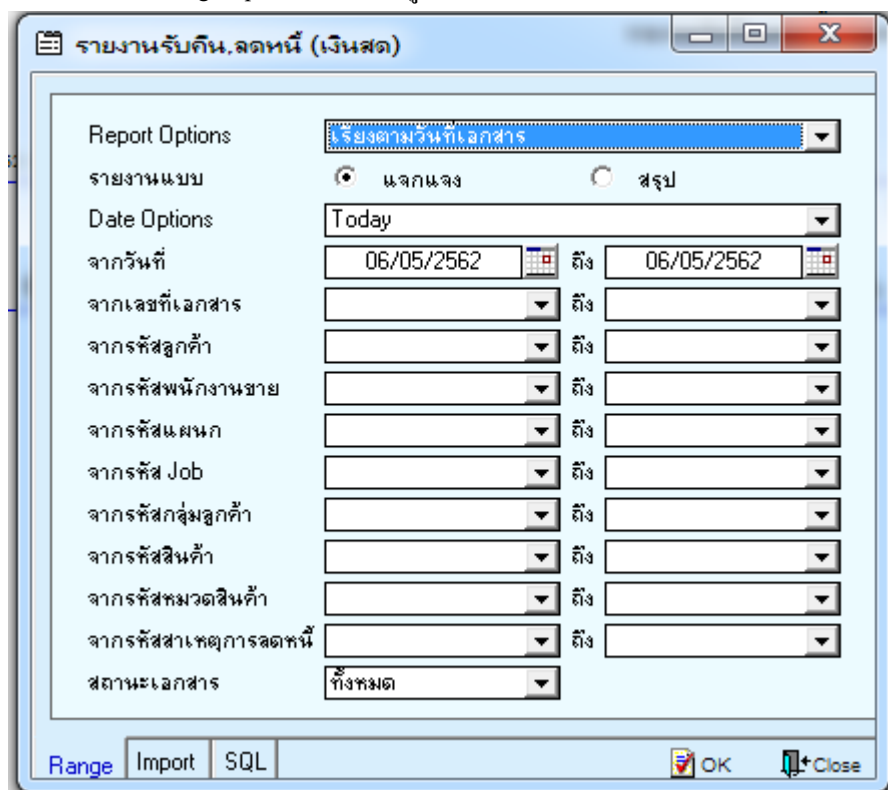 รายงานรับคืน,ลดหนี้ (เงินสด)
Report Options เรียงตามวันที่เอกสาร
รายงานแบบ แจกแจง สรุป
Date Options Today
จากวันที่ 06/05/2562 ถึง 06/05/2562
จากเลขที่เอกสาร ถึง
จากรหัสลูกค้า ถึง
จากรหัสพนักงานขาย ถึง
จากรหัสแผนก ถึง
จากรหัส Job ถึง
จากรหัสกลุ่มลูกค้า ถึง
จากรหัสสินค้า ถึง
จากรหัสหมวดสินค้า ถึง
จากรหัสสาเหตุการลดหนี้ ถึง
สถานะเอกสาร ทั้งหมด
Range Import SQL OK Close